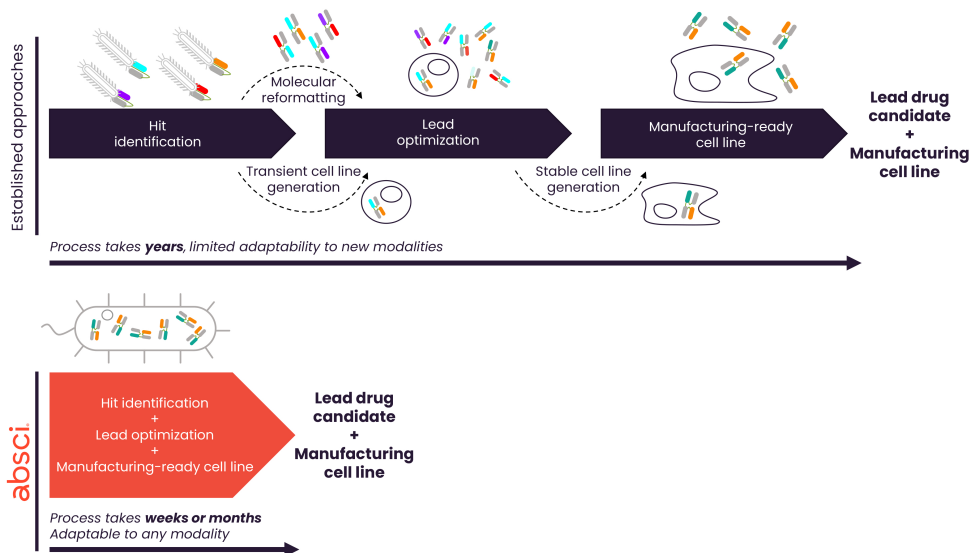 Established approaches
Molecular
reformatting
Hit
identification
Lead
optimization
Manufacturing-ready
cell line
Lead drug
candidate
+
Manufacturing
cell line
Transient cell line
generation
Stable cell line
generation
Process takes years, limited adaptability to new modalities
absci
Hit identification
+
Lead optimization
+
Manufacturing-ready cell line
Lead drug
candidate
+
Manufacturing
cell line
Process takes weeks or months
Adaptable to any modality